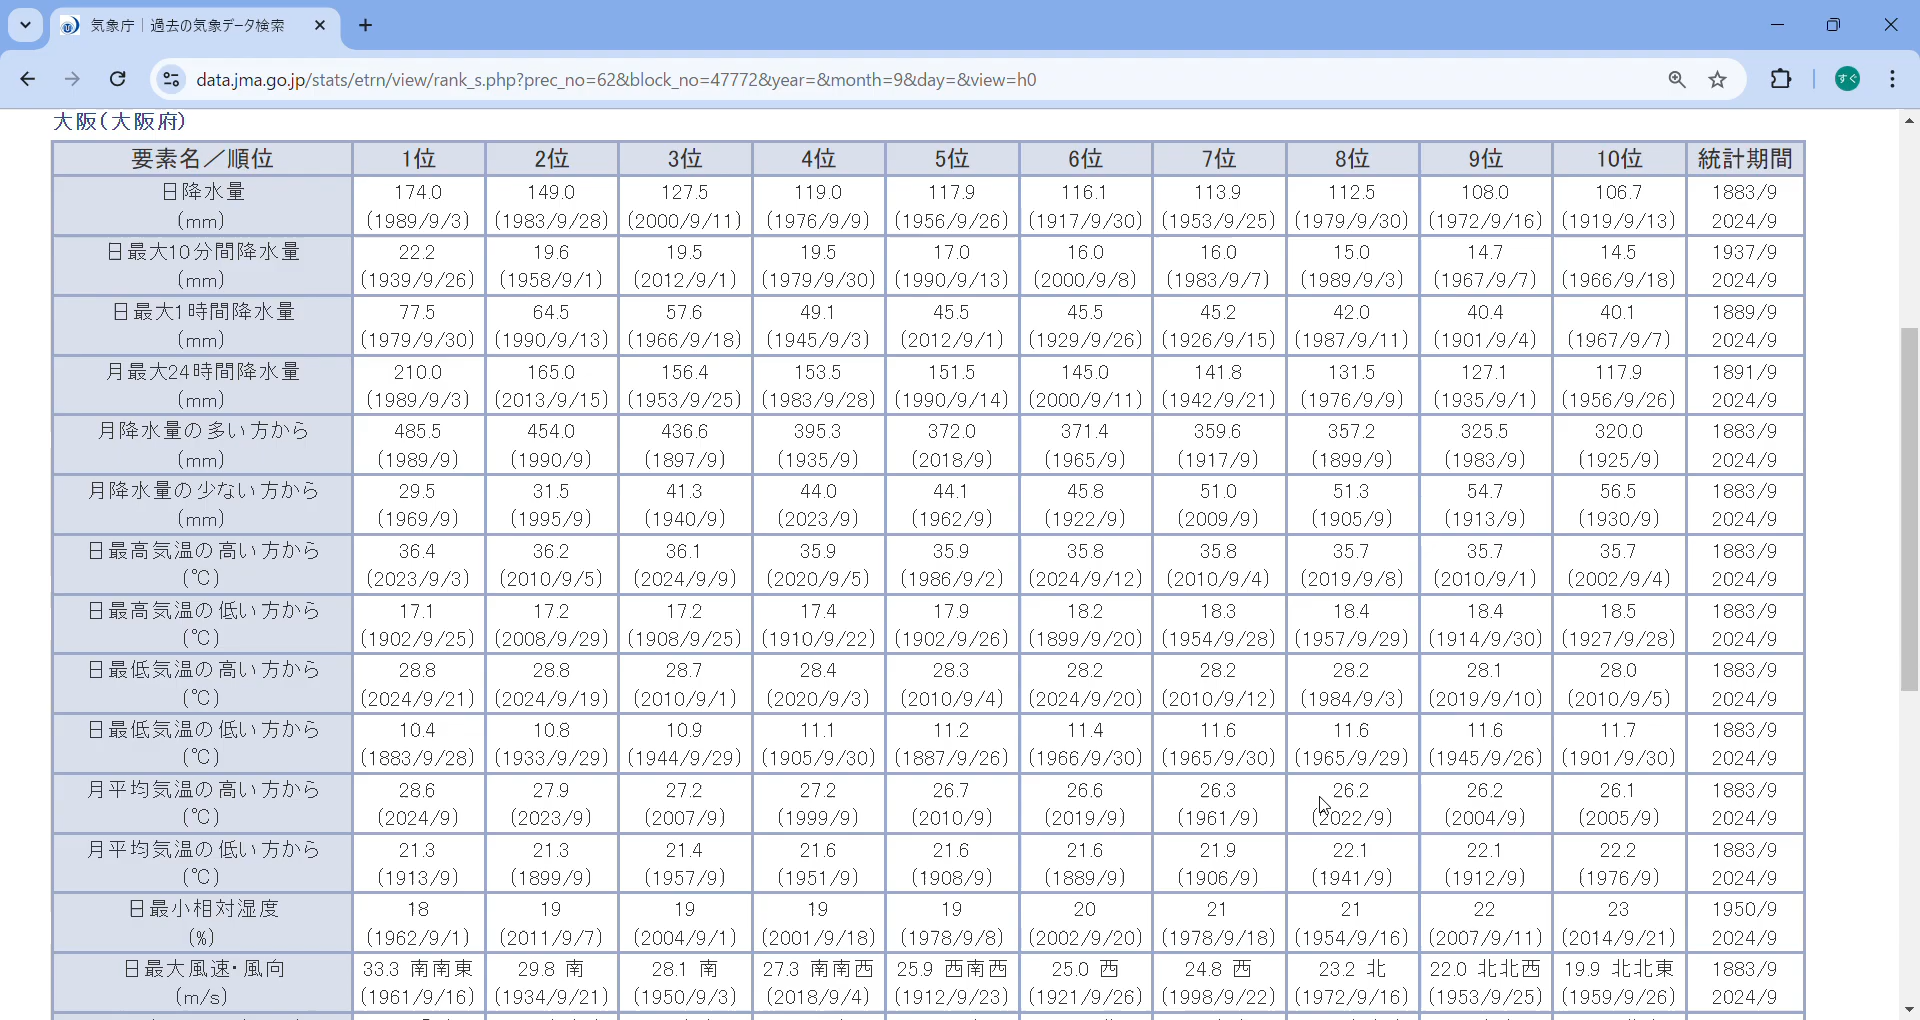 気象庁｜過去の気象データ検索
data.jma.go.jp/stats/etrn/view/rank_s.php?prec_no=62&block_no=47772&year=&month=9&day=&view=h0
すぐ
大阪(大阪府)
要素名／順位 1位 2位 3位 4位 5位 6位 7位 8位 9位 10位 統計期間
日降水量 174.0 149.0 127.5 119.0 117.9 116.1 113.9 112.5 108.0 106.7 1883/9
(mm) (1989/9/3) (1983/9/28) (2000/9/11) (1976/9/9) (1956/9/26) (1917/9/30) (1953/9/25) (1979/9/30) (1972/9/16) (1919/9/13) 2024/9
日最大10分間降水量 22.2 19.6 19.5 19.5 17.0 16.0 16.0 15.0 14.7 14.5 1937/9
(mm) (1939/9/26) (1958/9/1) (2012/9/1) (1979/9/30) (1990/9/13) (2000/9/8) (1983/9/7) (1989/9/3) (1967/9/7) (1966/9/18) 2024/9
日最大1時間降水量 77.5 64.5 57.6 49.1 45.5 45.5 45.2 42.0 40.4 40.1 1889/9
(mm) (1979/9/30) (1990/9/13) (1966/9/18) (1945/9/3) (2012/9/1) (1929/9/26) (1926/9/15) (1987/9/11) (1901/9/4) (1967/9/7) 2024/9
月最大24時間降水量 210.0 165.0 156.4 153.5 151.5 145.0 141.8 131.5 127.1 117.9 1891/9
(mm) (1989/9/3) (2013/9/15) (1953/9/25) (1983/9/28) (1990/9/14) (2000/9/11) (1942/9/21) (1976/9/9) (1935/9/1) (1956/9/26) 2024/9
月降水量の多い方から 485.5 454.0 436.6 395.3 372.0 371.4 359.6 357.2 325.5 320.0 1883/9
(mm) (1989/9) (1990/9) (1897/9) (1935/9) (2018/9) (1965/9) (1917/9) (1899/9) (1983/9) (1925/9) 2024/9
月降水量の少ない方から 29.5 31.5 41.3 44.0 44.1 45.8 51.0 51.3 54.7 56.5 1883/9
(mm) (1969/9) (1995/9) (1940/9) (2023/9) (1962/9) (1922/9) (2009/9) (1905/9) (1913/9) (1930/9) 2024/9
日最高気温の高い方から 36.4 36.2 36.1 35.9 35.9 35.8 35.8 35.7 35.7 35.7 1883/9
(℃) (2023/9/3) (2010/9/5) (2024/9/9) (2020/9/5) (1986/9/2) (2024/9/12) (2010/9/4) (2019/9/8) (2010/9/1) (2002/9/4) 2024/9
日最高気温の低い方から 17.1 17.2 17.2 17.4 17.9 18.2 18.3 18.4 18.4 18.5 1883/9
(℃) (1902/9/25) (2008/9/29) (1908/9/25) (1910/9/22) (1902/9/26) (1899/9/20) (1954/9/28) (1957/9/29) (1914/9/30) (1927/9/28) 2024/9
日最低気温の高い方から 28.8 28.8 28.7 28.4 28.3 28.2 28.2 28.2 28.1 28.0 1883/9
(℃) (2024/9/21) (2024/9/19) (2010/9/1) (2020/9/3) (2010/9/4) (2024/9/20) (2010/9/12) (1984/9/3) (2019/9/10) (2010/9/5) 2024/9
日最低気温の低い方から 10.4 10.8 10.9 11.1 11.2 11.4 11.6 11.6 11.6 11.7 1883/9
(℃) (1883/9/28) (1933/9/29) (1944/9/29) (1905/9/30) (1887/9/26) (1966/9/30) (1965/9/30) (1965/9/29) (1945/9/26) (1901/9/30) 2024/9
月平均気温の高い方から 28.6 27.9 27.2 27.2 26.7 26.6 26.3 26.2 26.2 26.1 1883/9
(℃) (2024/9) (2023/9) (2007/9) (1999/9) (2010/9) (2019/9) (1961/9) (2022/9) (2004/9) (2005/9) 2024/9
月平均気温の低い方から 21.3 21.3 21.4 21.6 21.6 21.6 21.9 22.1 22.1 22.2 1883/9
(℃) (1913/9) (1899/9) (1957/9) (1951/9) (1908/9) (1889/9) (1906/9) (1941/9) (1912/9) (1976/9) 2024/9
日最小相対湿度 18 19 19 19 19 20 21 21 22 23 1950/9
(%) (1962/9/1) (2011/9/7) (2004/9/1) (2001/9/18) (1978/9/8) (2002/9/20) (1978/9/18) (1954/9/16) (2007/9/11) (2014/9/21) 2024/9
日最大風速・風向 33.3 南南東 29.8 南 28.1 南 27.3 南南西 25.9 西南西 25.0 西 24.8 西 23.2 北 22.0 北北西 19.9 北北東 1883/9
(m/s) (1961/9/16) (1934/9/21) (1950/9/3) (2018/9/4) (1912/9/23) (1921/9/26) (1998/9/22) (1972/9/16) (1953/9/25) (1959/9/26) 2024/9